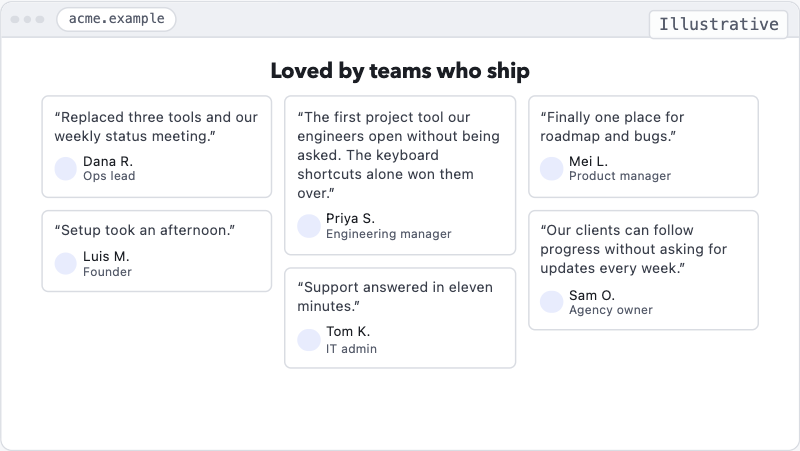 acme.example
Illustrative
Loved by teams who ship
“Replaced three tools and our
weekly status meeting.”
Dana R.
Ops lead
“Setup took an afternoon.”
Luis M.
Founder
“The first project tool our
engineers open without being
asked. The keyboard
shortcuts alone won them
over.”
Priya S.
Engineering manager
“Support answered in eleven
minutes.”
Tom K.
IT admin
“Finally one place for
roadmap and bugs.”
Mei L.
Product manager
“Our clients can follow
progress without asking for
updates every week.”
Sam O.
Agency owner